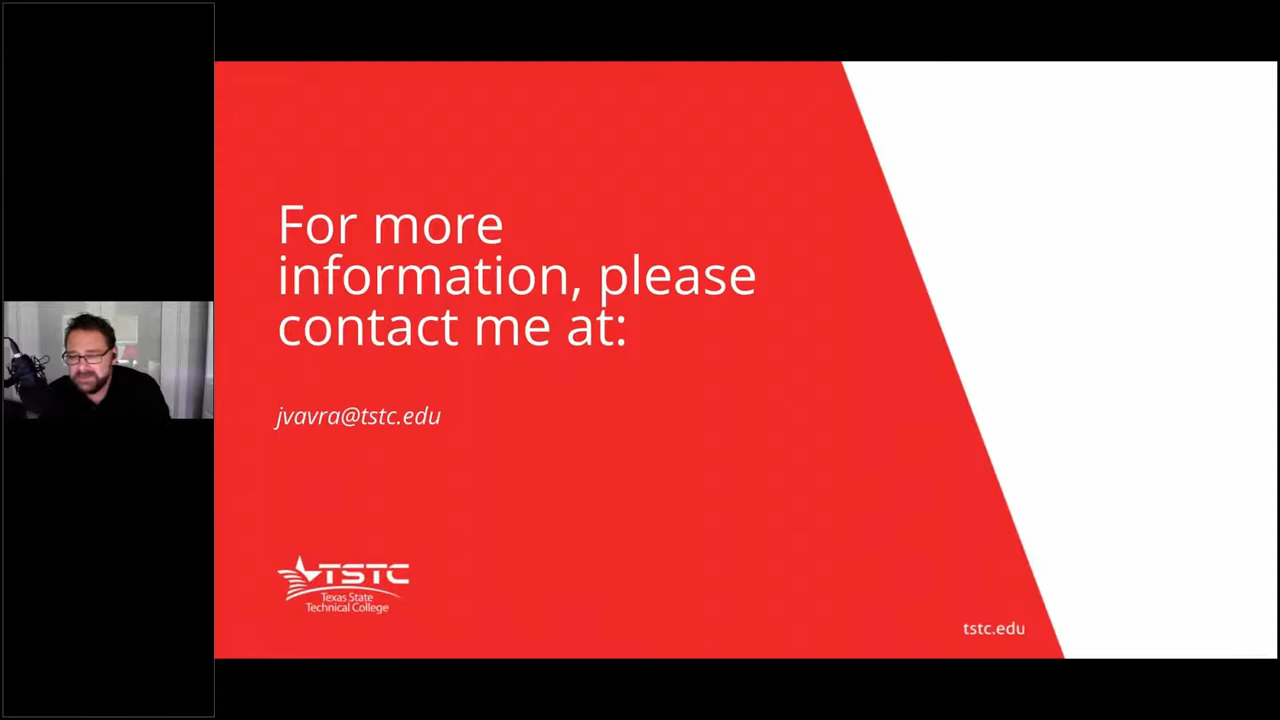 For more
information, please
contact me at:
jvavra@tstc.edu
TSTC
Texas State
Technical College
tstc.edu